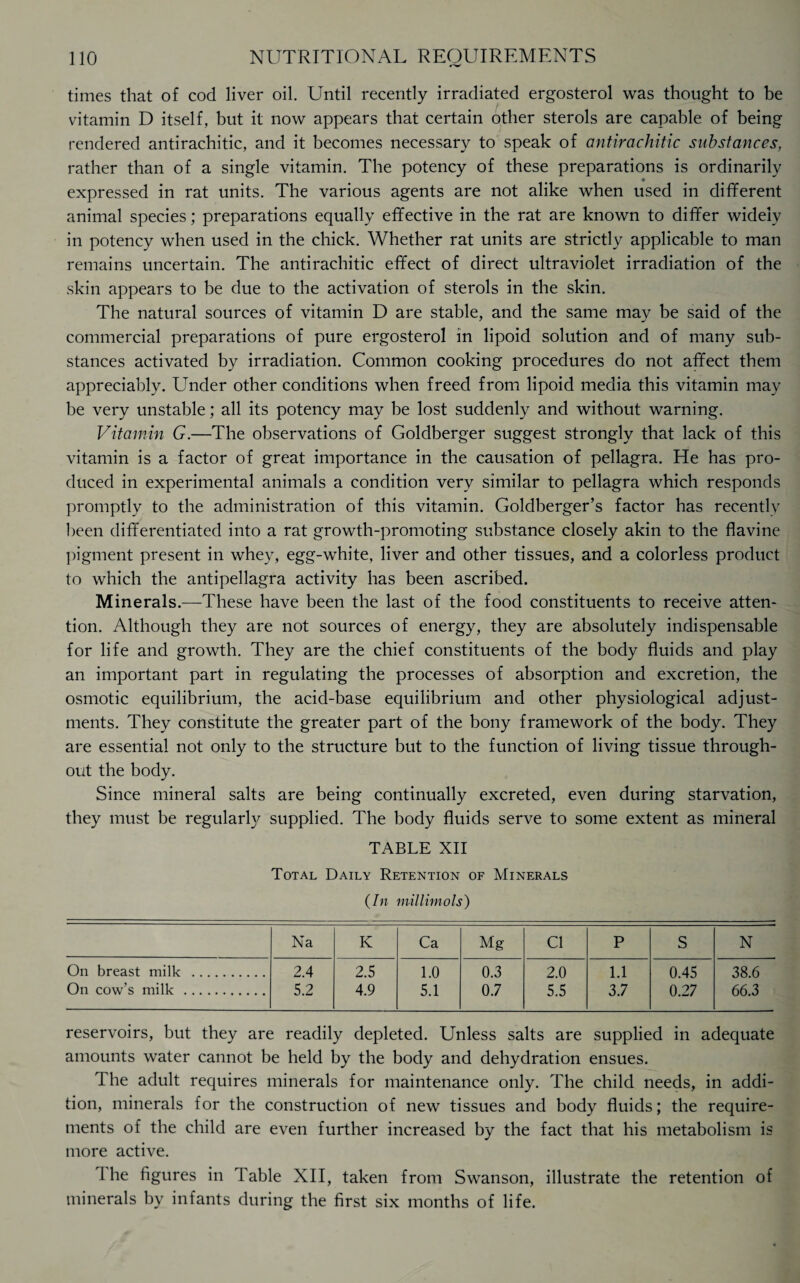 110 NUTRITIONAL REQUIREMENTS
times that of cod liver oil. Until recently irradiated ergosterol was thought to be
vitamin D itself, but it now appears that certain other sterols are capable of being
rendered antirachitic, and it becomes necessary to speak of antirachitic substances,
rather than of a single vitamin. The potency of these preparations is ordinarily
expressed in rat units. The various agents are not alike when used in different
animal species; preparations equally effective in the rat are known to differ widely
in potency when used in the chick. Whether rat units are strictly applicable to man
remains uncertain. The antirachitic effect of direct ultraviolet irradiation of the
skin appears to be due to the activation of sterols in the skin.
The natural sources of vitamin D are stable, and the same may be said of the
commercial preparations of pure ergosterol in lipoid solution and of many sub-
stances activated by irradiation. Common cooking procedures do not affect them
appreciably. Under other conditions when freed from lipoid media this vitamin may
be very unstable; all its potency may be lost suddenly and without warning.
Vitamin G.—The observations of Goldberger suggest strongly that lack of this
vitamin is a factor of great importance in the causation of pellagra. He has pro-
duced in experimental animals a condition very similar to pellagra which responds
promptly to the administration of this vitamin. Goldberger's factor has recently
been differentiated into a rat growth-promoting substance closely akin to the flavine
pigment present in whey, egg-white, liver and other tissues, and a colorless product
to which the antipellagra activity has been ascribed.
Minerals.—These have been the last of the food constituents to receive atten-
tion. Although they are not sources of energy, they are absolutely indispensable
for life and growth. They are the chief constituents of the body fluids and play
an important part in regulating the processes of absorption and excretion, the
osmotic equilibrium, the acid-base equilibrium and other physiological adjust-
ments. They constitute the greater part of the bony framework of the body. They
are essential not only to the structure but to the function of living tissue through-
out the body.
Since mineral salts are being continually excreted, even during starvation,
they must be regularly supplied. The body fluids serve to some extent as mineral
TABLE XII
Total Daily Retention of Minerals
(In millimols)
Na K Ca Mg Cl P S N
On breast milk .......... 2.4 2.5 1.0 0.3 2.0 1.1 0.45 38.6
On cow's milk ........... 5.2 4.9 5.1 0.7 5.5 3.7 0.27 66.3
reservoirs, but they are readily depleted. Unless salts are supplied in adequate
amounts water cannot be held by the body and dehydration ensues.
The adult requires minerals for maintenance only. The child needs, in addi-
tion, minerals for the construction of new tissues and body fluids; the require-
ments of the child are even further increased by the fact that his metabolism is
more active.
The figures in Table XII, taken from Swanson, illustrate the retention of
minerals by infants during the first six months of life.